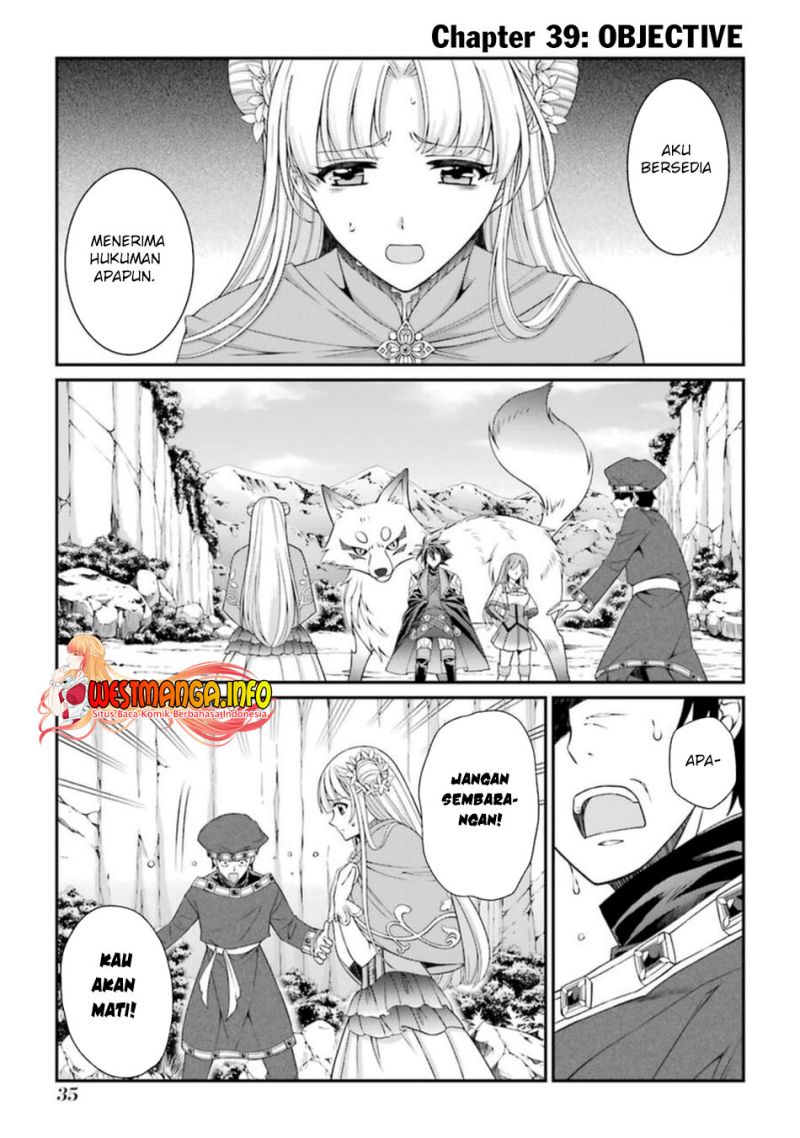 Chapter 39: OBJECTIVE
AKU
BERSEDIA
MENERIMA
HUKUMAN
APAPUN.
WESTMANGA.INFO
Situs Baca Komik Berbahasa Indonesia
APA-
JANGAN
SEMBARA-
NGAN!
KAU
AKAN
MATI!
35